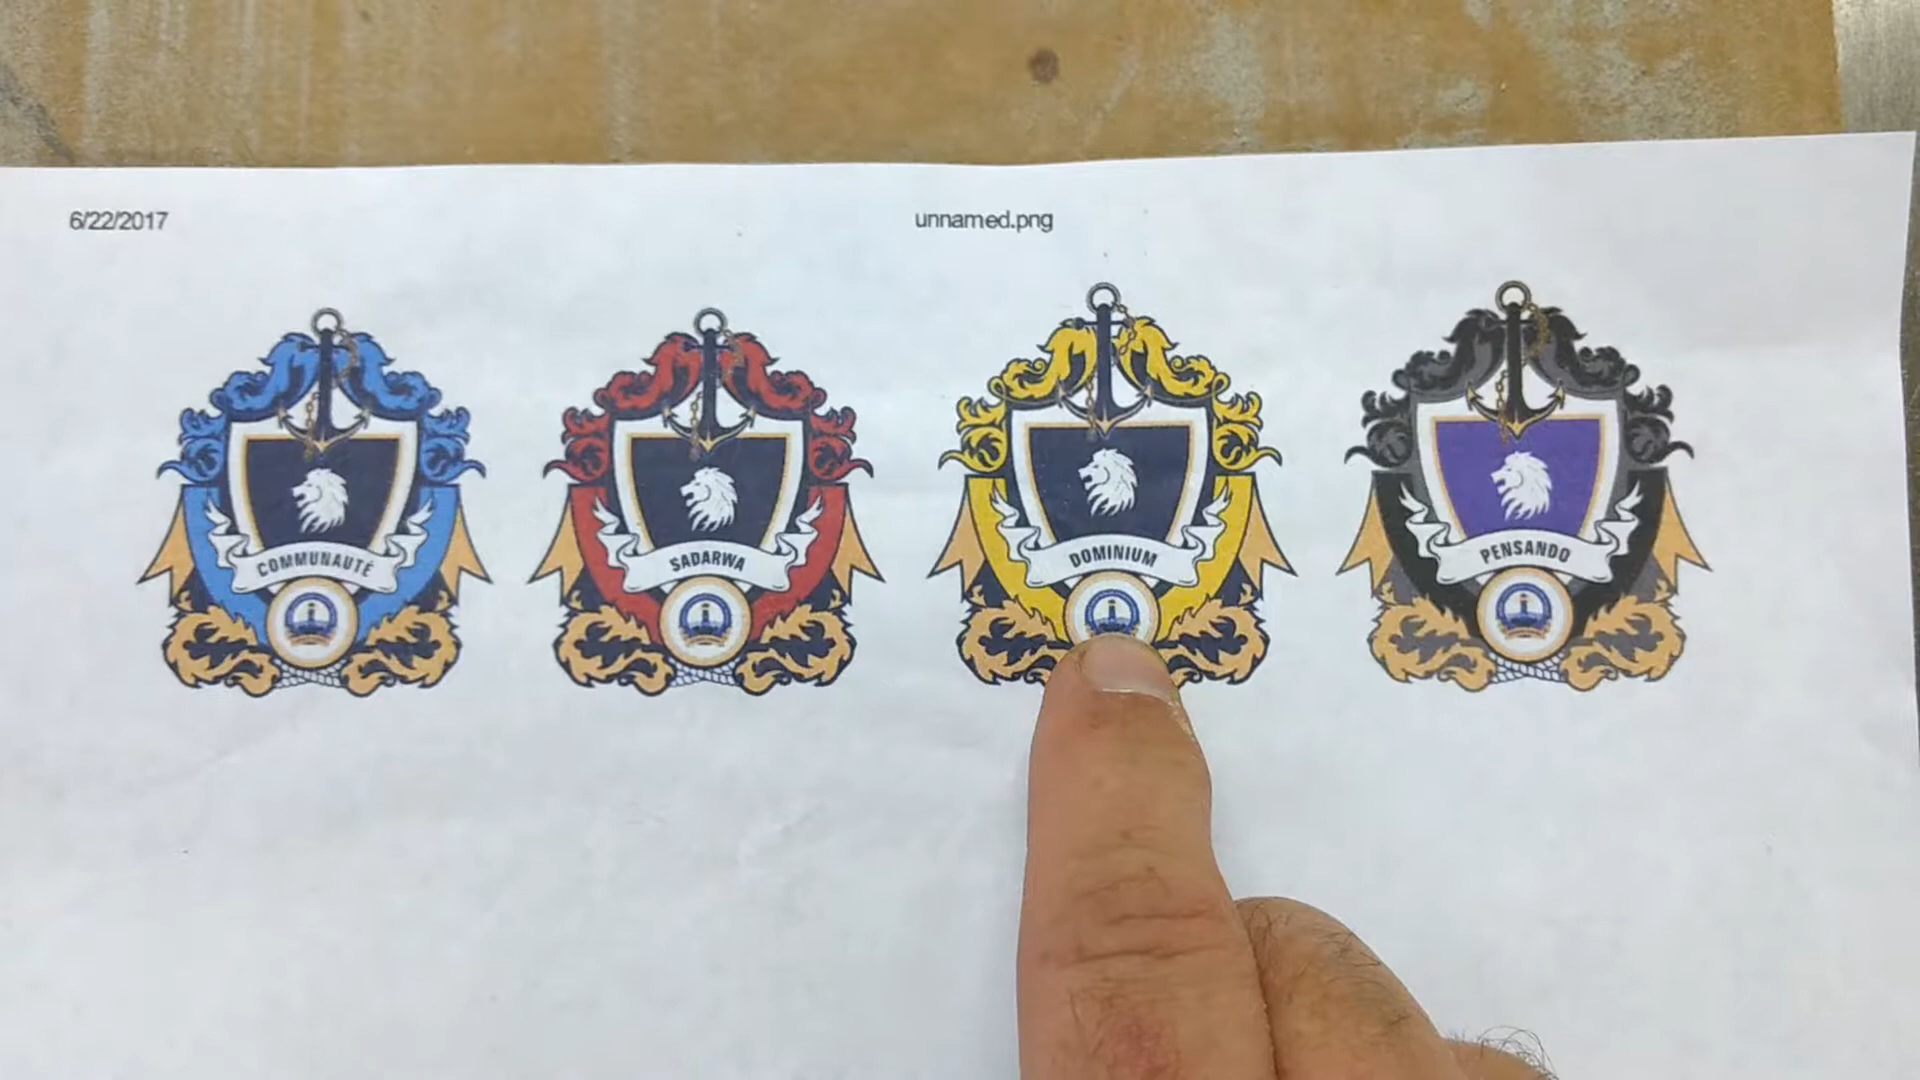 6/22/2017
unnamed.png
COMMUNAUTÉ
SADARWA
DOMINIUM
PENSANDO